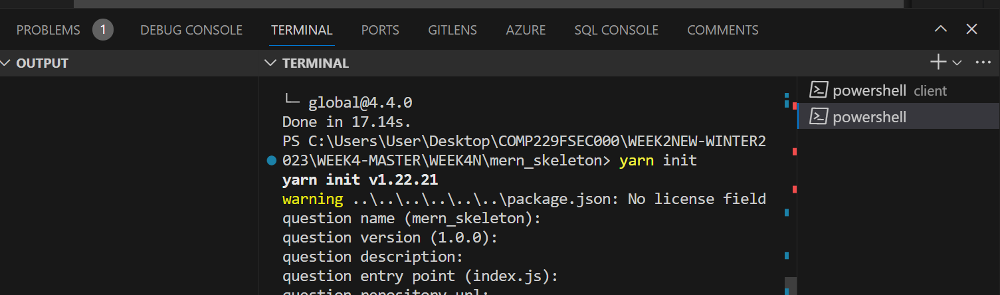 PROBLEMS 1 DEBUG CONSOLE TERMINAL PORTS GITLENS AZURE SQL CONSOLE COMMENTS
OUTPUT
TERMINAL
└─ global@4.4.0
Done in 17.14s.
PS C:\Users\User\Desktop\COMP229FSEC000\WEEK2NEW-WINTER2
023\WEEK4-MASTER\WEEK4N\mern_skeleton> yarn init
yarn init v1.22.21
warning ..\..\..\..\..\..\package.json: No license field
question name (mern_skeleton):
question version (1.0.0):
question description:
question entry point (index.js):
question repository url:
powershell client
powershell